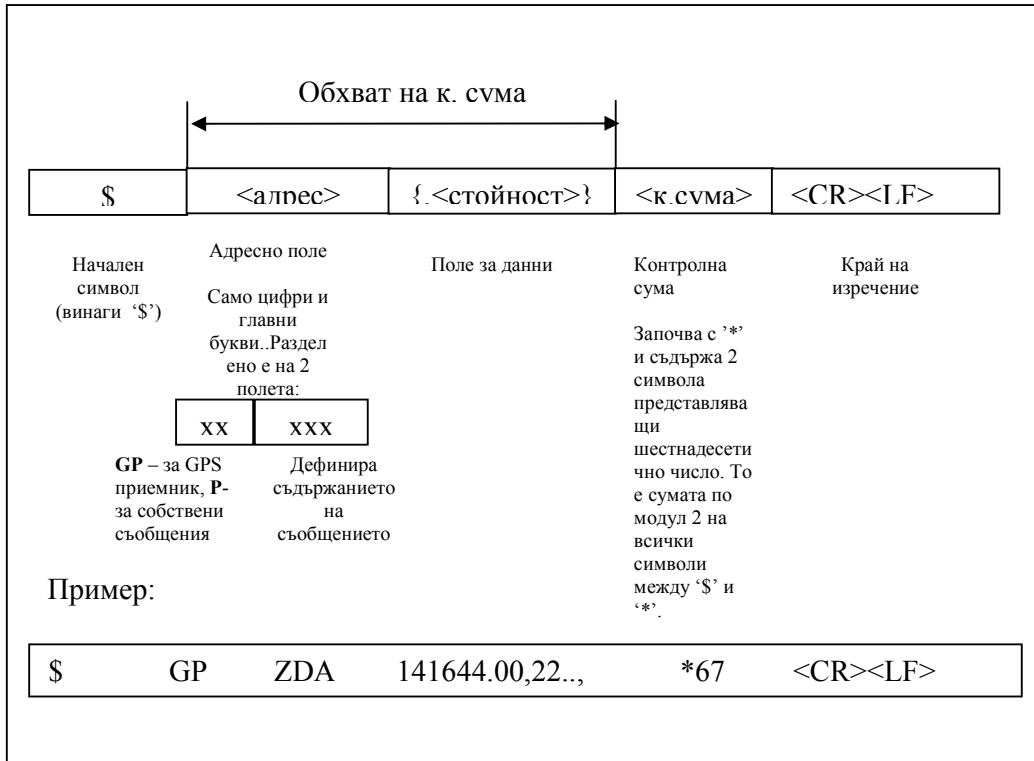 Обхват на к. сума
$ <адрес> {,<стойност>} <к.сума> <CR><LF>
Начален
символ
(винаги ‘$’)
Адресно поле
Само цифри и
главни
букви..Раздел
ено е на 2
полета:
xx xxx
GP – за GPS
приемник, P-
за собствени
съобщения
Дефинира
съдържанието
на
съобщението
Поле за данни
Контролна
сума
Започва с ’*’
и съдържа 2
символа
представлява
щи
шестнадесети
чно число. То
е сумата по
модул 2 на
всички
символи
между ‘$’ и
‘*’.
Край на
изречение
Пример:
$ GP ZDA 141644.00,22.., *67 <CR><LF>